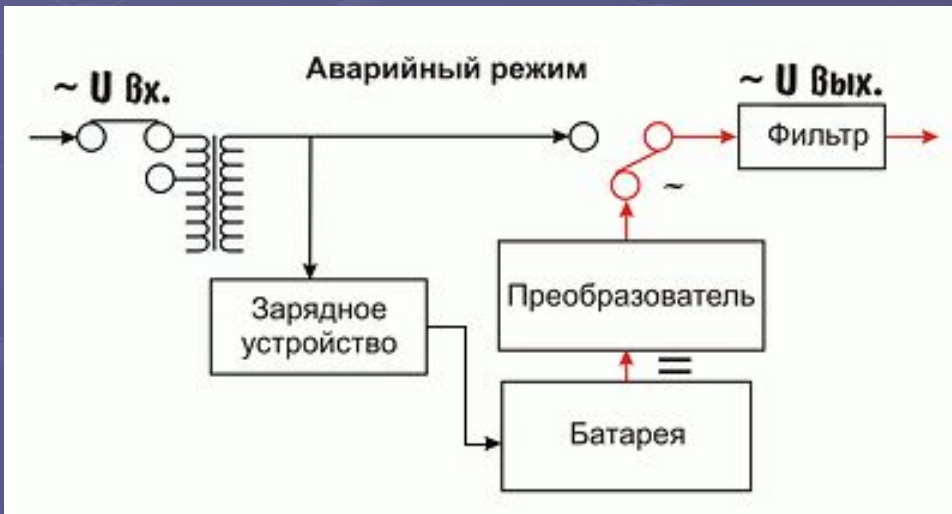 Аварийный режим
~ U вх.
~ U вых.
Фильтр
~
Преобразователь
Зарядное
устройство
=
Батарея